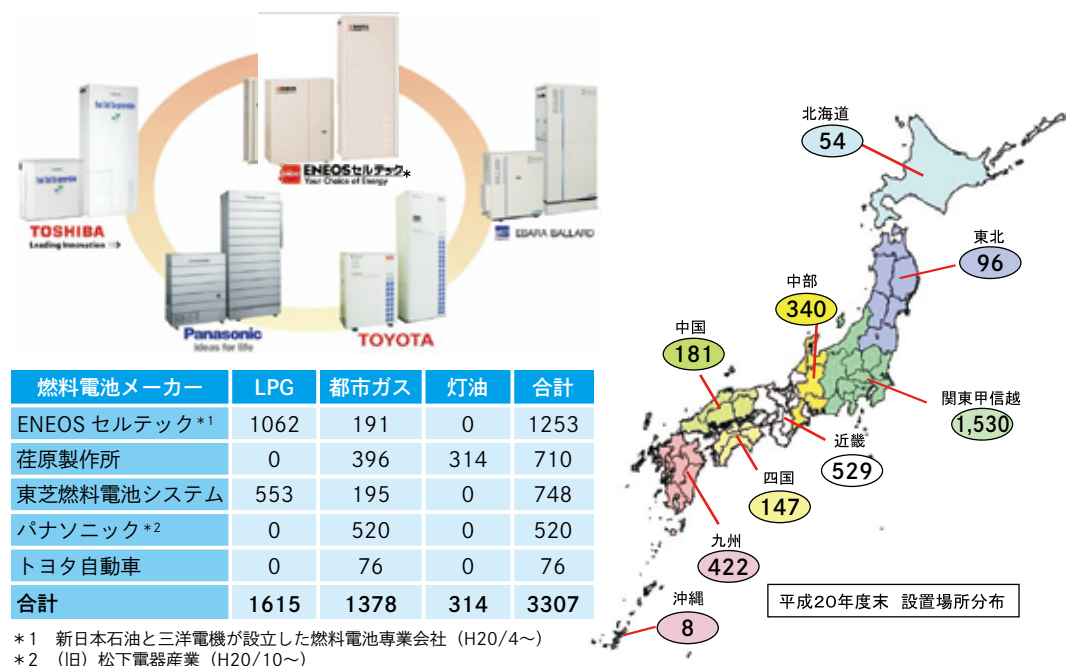 ENEOSセルテック*
Your Choice of Energy
TOSHIBA
Leading Innovation
EBARA BALLARD
Panasonic
ideas for life
TOYOTA
燃料電池メーカー LPG 都市ガス 灯油 合計
ENEOS セルテック*1 1062 191 0 1253
荏原製作所 0 396 314 710
東芝燃料電池システム 553 195 0 748
パナソニック*2 0 520 0 520
トヨタ自動車 0 76 0 76
合計 1615 1378 314 3307
*1 新日本石油と三洋電機が設立した燃料電池専業会社（H20/4〜）
*2 （旧）松下電器産業（H20/10〜）
北海道
54
東北
96
中部
340
中国
181
関東甲信越
1,530
近畿
529
四国
147
九州
422
沖縄
8
平成20年度末 設置場所分布